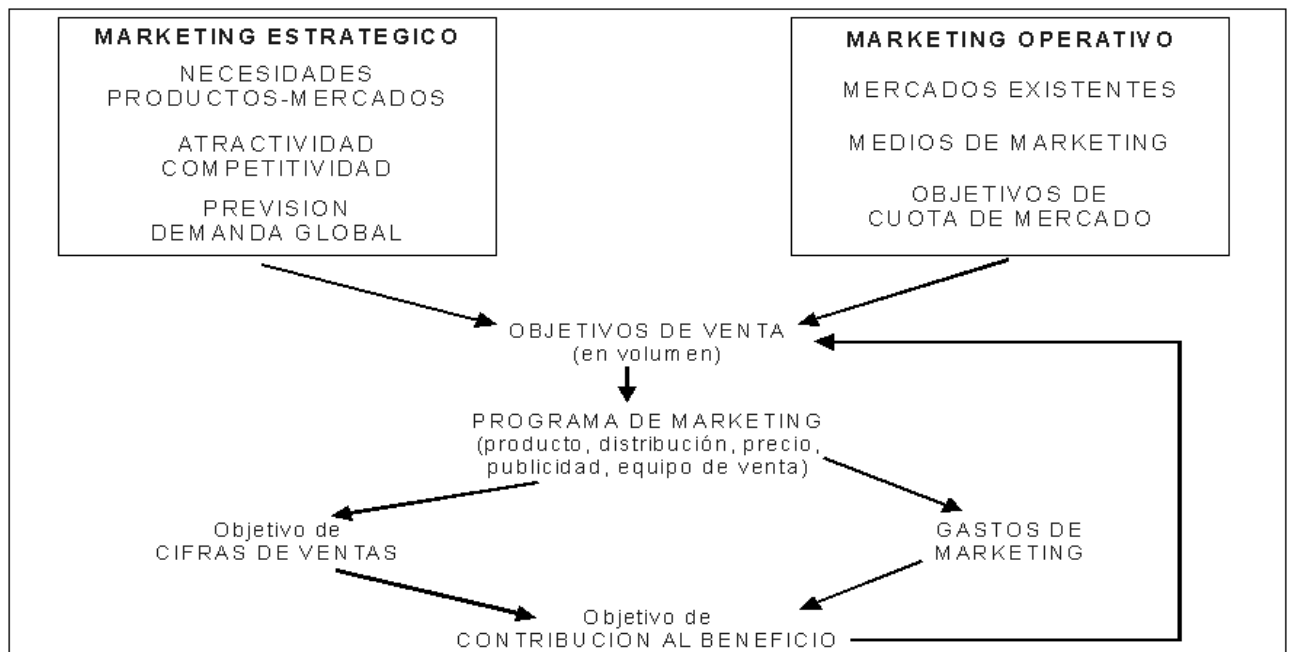 MARKETING ESTRATEGICO
NECESIDADES
PRODUCTOS-MERCADOS
ATRACTIVIDAD
COMPETITIVIDAD
PREVISION
DEMANDA GLOBAL
MARKETING OPERATIVO
MERCADOS EXISTENTES
MEDIOS DE MARKETING
OBJETIVOS DE
CUOTA DE MERCADO
OBJETIVOS DE VENTA
(en volumen)
PROGRAMA DE MARKETING
(producto, distribución, precio,
publicidad, equipo de venta)
Objetivo de
CIFRAS DE VENTAS
GASTOS DE
MARKETING
Objetivo de
CONTRIBUCION AL BENEFICIO